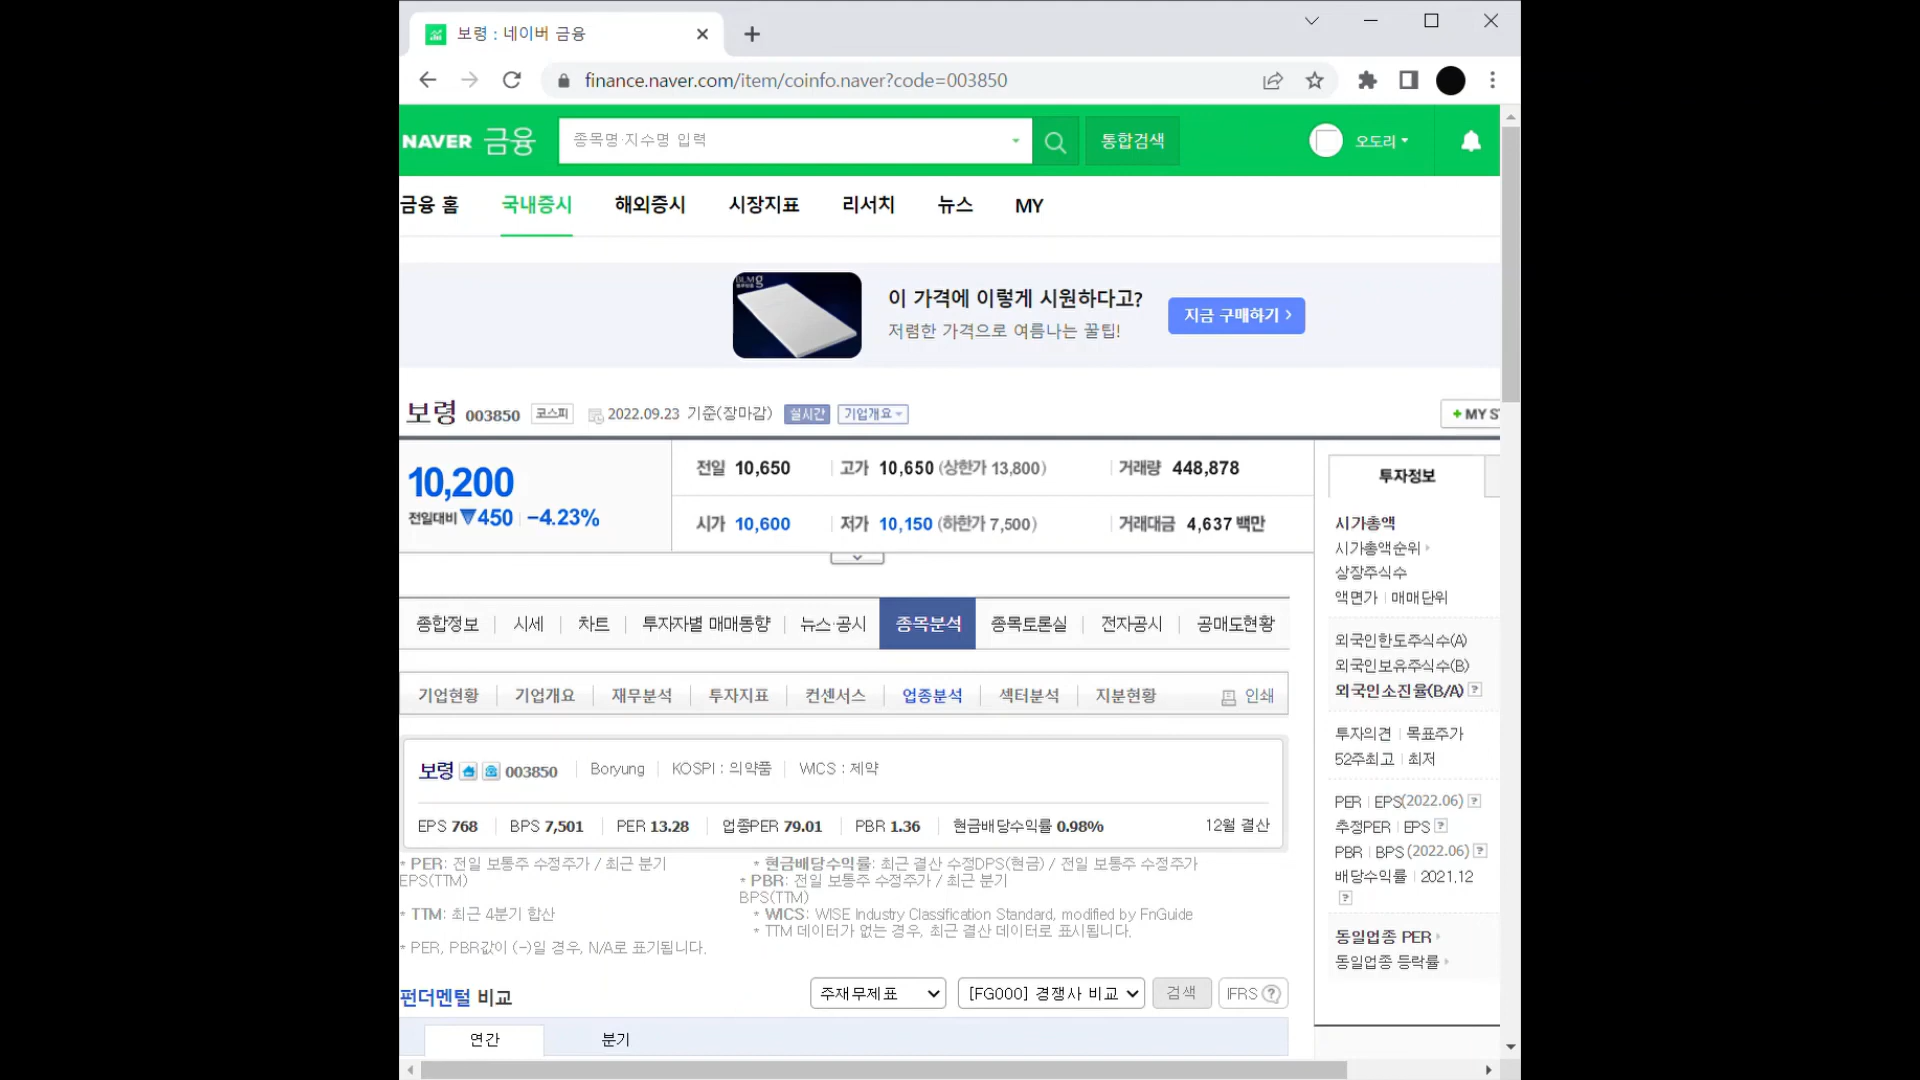 보령 : 네이버 금융
finance.naver.com/item/coinfo.naver?code=003850
NAVER 금융
종목명·지수명 입력
통합검색
오도리
금융 홈 국내증시 해외증시 시장지표 리서치 뉴스 MY
이 가격에 이렇게 시원하다고?
저렴한 가격으로 여름나는 꿀팁!
지금 구매하기
보령 003850 코스피 2022.09.23 기준(장마감) 실시간 기업개요
+ MY S
10,200
전일대비 ▼450 -4.23%
전일 10,650 고가 10,650 (상한가 13,800) 거래량 448,878
시가 10,600 저가 10,150 (하한가 7,500) 거래대금 4,637 백만
투자정보
시가총액
시가총액순위
상장주식수
액면가 매매단위
외국인한도주식수(A)
외국인보유주식수(B)
외국인소진율(B/A) ?
투자의견 목표주가
52주최고 최저
PER EPS(2022.06) ?
추정PER EPS ?
PBR BPS (2022.06) ?
배당수익률 2021.12
?
동일업종 PER
동일업종 등락률
종합정보 시세 차트 투자자별 매매동향 뉴스·공시 종목분석 종목토론실 전자공시 공매도현황
기업현황 기업개요 재무분석 투자지표 컨센서스 업종분석 섹터분석 지분현황 인쇄
보령 003850 Boryung KOSPI : 의약품 WICS : 제약
EPS 768 BPS 7,501 PER 13.28 업종PER 79.01 PBR 1.36 현금배당수익률 0.98% 12월 결산
* PER: 전일 보통주 수정주가 / 최근 분기
EPS(TTM)
* 현금배당수익률: 최근 결산 수정DPS(현금) / 전일 보통주 수정주가
* PBR: 전일 보통주 수정주가 / 최근 분기
BPS(TTM)
* TTM: 최근 4분기 합산
* WICS: WISE Industry Classification Standard, modified by FnGuide
* TTM 데이터가 없는 경우, 최근 결산 데이터로 표시됩니다.
* PER, PBR값이 (-)일 경우, N/A로 표기됩니다.
펀더멘털 비교
주재무제표 [FG000] 경쟁사 비교 검색 IFRS ?
연간 분기